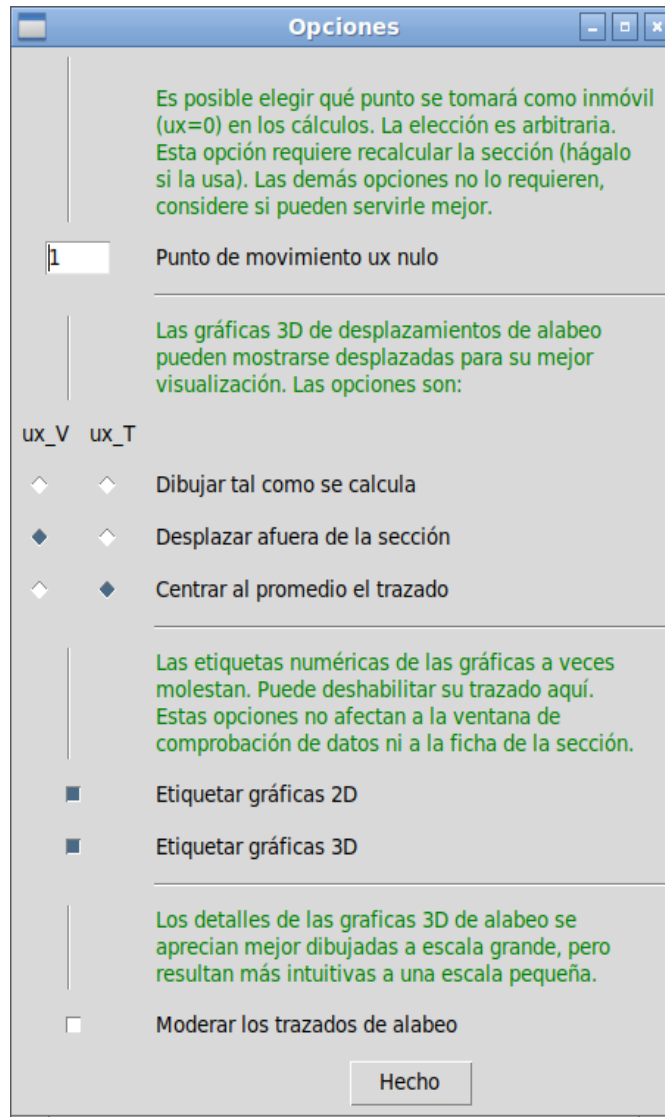 Opciones
Es posible elegir qué punto se tomará como inmóvil
(ux=0) en los cálculos. La elección es arbitraria.
Esta opción requiere recalcular la sección (hágalo
si la usa). Las demás opciones no lo requieren,
considere si pueden servirle mejor.
1 Punto de movimiento ux nulo
Las gráficas 3D de desplazamientos de alabeo
pueden mostrarse desplazadas para su mejor
visualización. Las opciones son:
ux_V ux_T
Dibujar tal como se calcula
Desplazar afuera de la sección
Centrar al promedio el trazado
Las etiquetas numéricas de las gráficas a veces
molestan. Puede deshabilitar su trazado aquí.
Estas opciones no afectan a la ventana de
comprobación de datos ni a la ficha de la sección.
Etiquetar gráficas 2D
Etiquetar gráficas 3D
Los detalles de las graficas 3D de alabeo se
aprecian mejor dibujadas a escala grande, pero
resultan más intuitivas a una escala pequeña.
Moderar los trazados de alabeo
Hecho